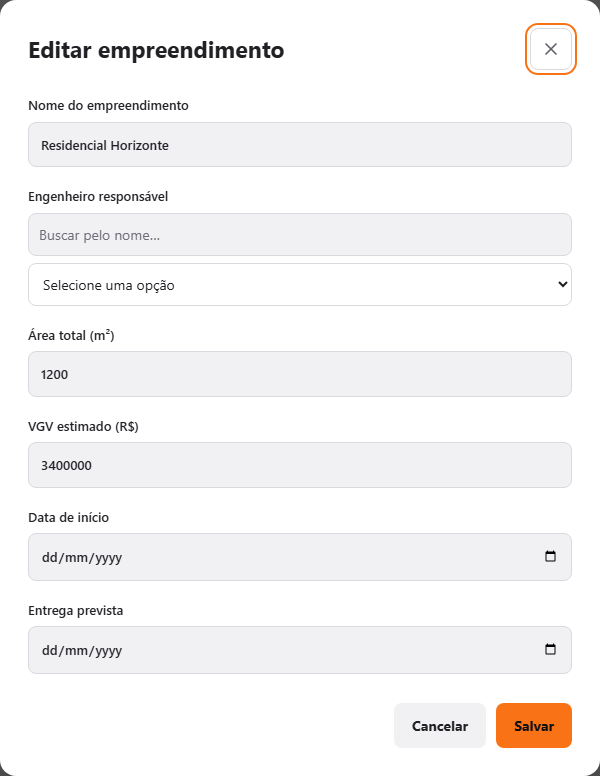 Editar empreendimento
Nome do empreendimento
Residencial Horizonte
Engenheiro responsável
Buscar pelo nome...
Selecione uma opção
Área total (m²)
1200
VGV estimado (R$)
3400000
Data de início
dd/mm/yyyy
Entrega prevista
dd/mm/yyyy
Cancelar
Salvar